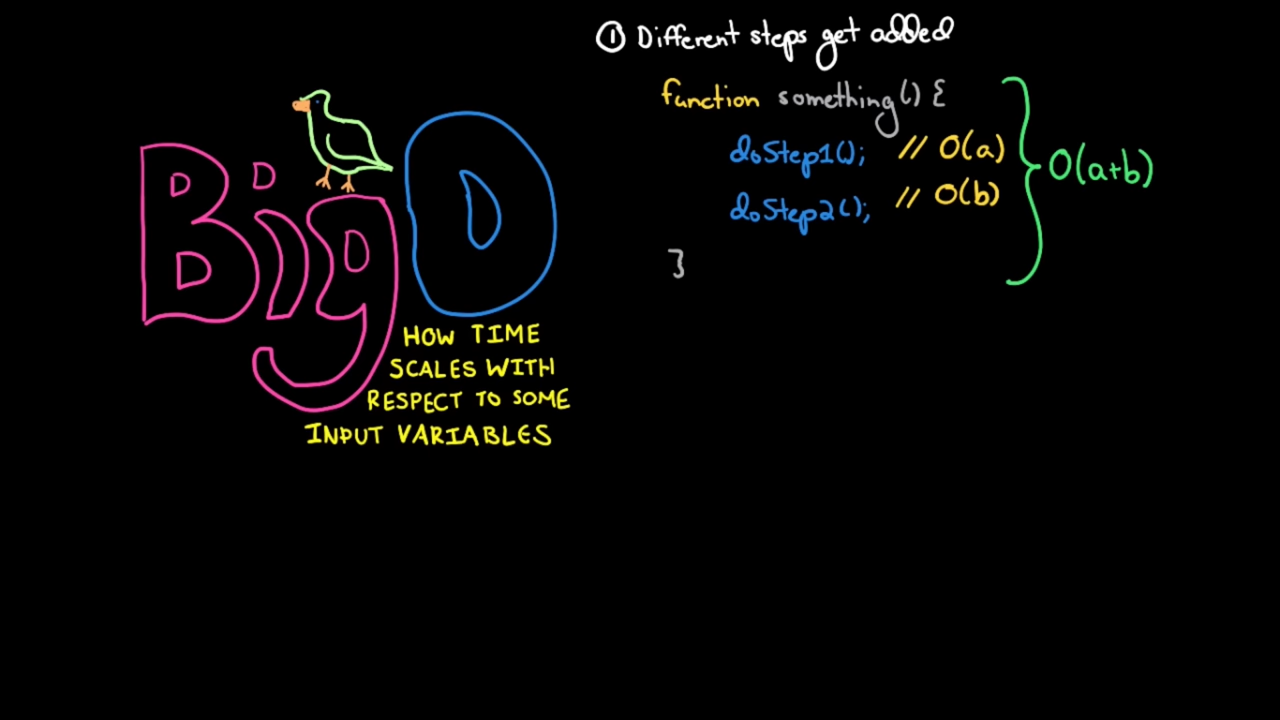 Big O
HOW TIME
SCALES WITH
RESPECT TO SOME
INPUT VARIABLES
① Different steps get added
function something() {
doStep1(); // O(a)
doStep2(); // O(b)
}
O(a+b)